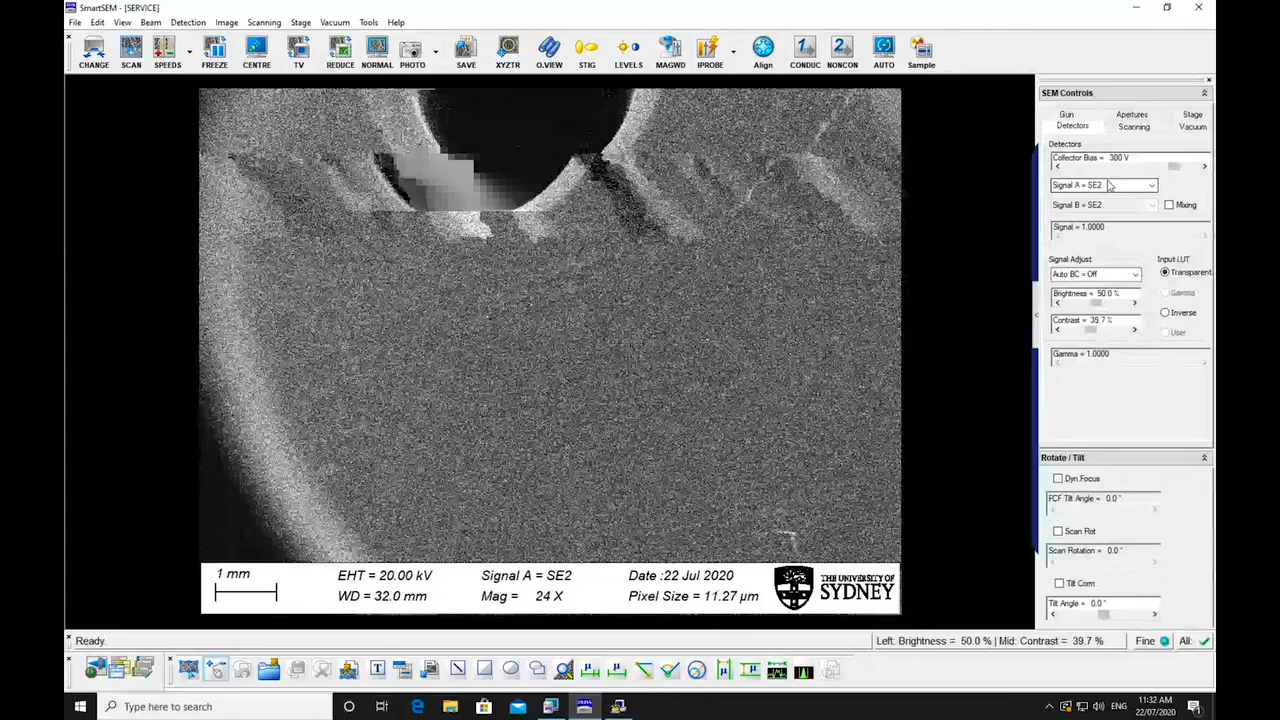 SmartSEM - [SERVICE]
File Edit View Beam Detection Image Scanning Stage Vacuum Tools Help
CHANGE SCAN SPEEDS FREEZE CENTRE TV REDUCE NORMAL PHOTO SAVE XYZTR O.VIEW STIG LEVELS MAGWD IPROBE Align CONDUC NONCON AUTO Sample
SEM Controls
Gun Apertures Stage
Detectors Scanning Vacuum
Detectors
Collector Bias = 300 V
Signal A = SE2
Signal B = SE2 Mixing
Signal = 1.0000
Signal Adjust Input LUT
Auto BC = Off Transparent
Brightness = 50.0 % Gamma
Inverse
Contrast = 39.7 %
User
Gamma = 1.0000
Rotate / Tilt
Dyn.Focus
FCF Tilt Angle = 0.0 °
Scan Rot
Scan Rotation = 0.0 °
Tilt Corrn.
Tilt Angle = 0.0 °
1 mm EHT = 20.00 kV Signal A = SE2 Date :22 Jul 2020
WD = 32.0 mm Mag = 24 X Pixel Size = 11.27 µm
THE UNIVERSITY OF
SYDNEY
Ready. Left: Brightness = 50.0 % | Mid: Contrast = 39.7 % Fine All:
Type here to search
ENG
11:32 AM
22/07/2020